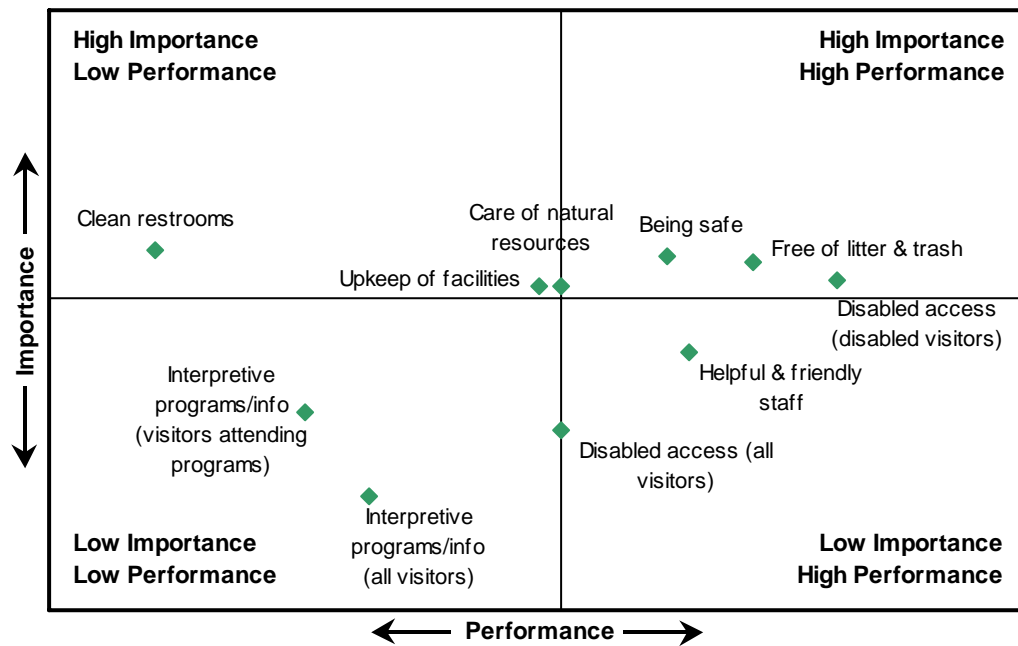 High Importance
Low Performance
High Importance
High Performance
Clean restrooms
Care of natural
resources
Being safe
Free of litter & trash
Upkeep of facilities
Disabled access
(disabled visitors)
Helpful & friendly
staff
Interpretive
programs/info
(visitors attending
programs)
Disabled access (all
visitors)
Interpretive
programs/info
(all visitors)
Low Importance
Low Performance
Low Importance
High Performance
Importance
Performance